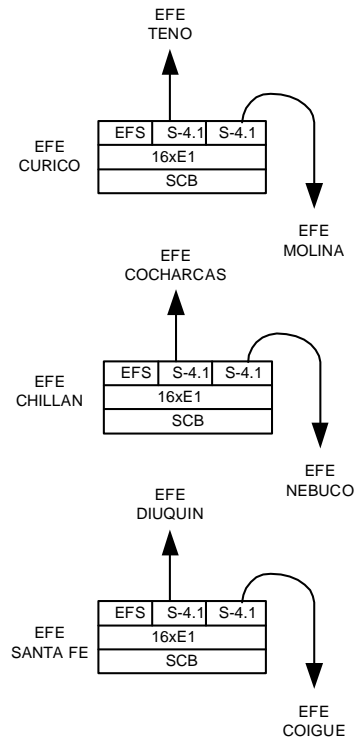 EFE
TENO
EFS S-4.1 S-4.1
16xE1
SCB
EFE
CURICO
EFE
MOLINA
EFE
COCHARCAS
EFS S-4.1 S-4.1
16xE1
SCB
EFE
CHILLAN
EFE
NEBUCO
EFE
DIUQUIN
EFS S-4.1 S-4.1
16xE1
SCB
EFE
SANTA FE
EFE
COIGUE